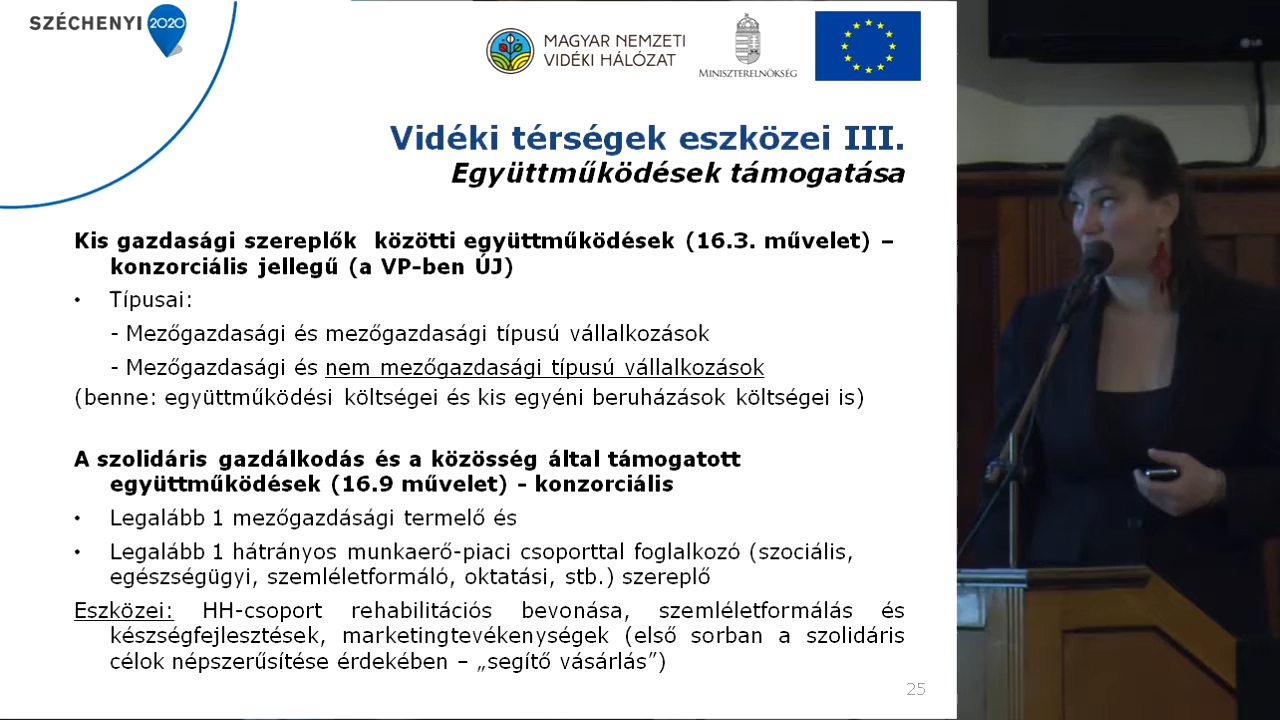 SZÉCHENYI 2020
MAGYAR NEMZETI
VIDÉKI HÁLÓZAT
MINISZTERELNÖKSÉG
LG
Vidéki térségek eszközei III.
Együttműködések támogatása
Kis gazdasági szereplők közötti együttműködések (16.3. művelet) –
konzorciális jellegű (a VP-ben ÚJ)
• Típusai:
- Mezőgazdasági és mezőgazdasági típusú vállalkozások
- Mezőgazdasági és nem mezőgazdasági típusú vállalkozások
(benne: együttműködési költségei és kis egyéni beruházások költségei is)
A szolidáris gazdálkodás és a közösség által támogatott
együttműködések (16.9 művelet) - konzorciális
• Legalább 1 mezőgazdásági termelő és
• Legalább 1 hátrányos munkaerő-piaci csoporttal foglalkozó (szociális,
egészségügyi, szemléletformáló, oktatási, stb.) szereplő
Eszközei: HH-csoport rehabilitációs bevonása, szemléletformálás és
készségfejlesztések, marketingtevékenységek (első sorban a szolidáris
célok népszerűsítése érdekében – „segítő vásárlás”)
25